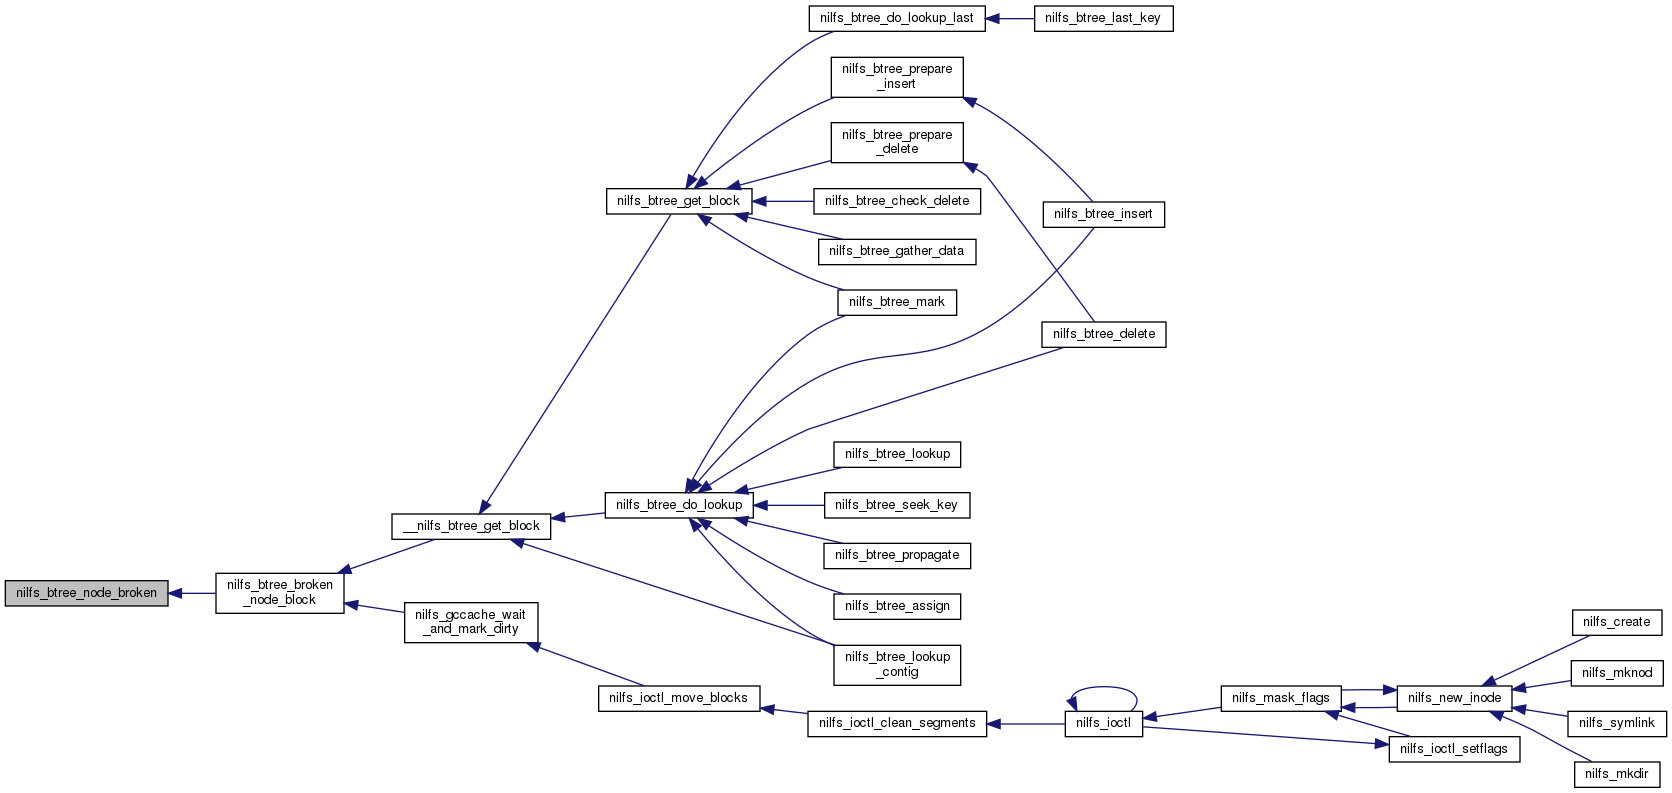 nilfs_btree_do_lookup_last
nilfs_btree_last_key
nilfs_btree_prepare
_insert
nilfs_btree_prepare
_delete
nilfs_btree_get_block
nilfs_btree_check_delete
nilfs_btree_insert
nilfs_btree_gather_data
nilfs_btree_mark
nilfs_btree_delete
nilfs_btree_lookup
nilfs_btree_do_lookup
nilfs_btree_seek_key
__nilfs_btree_get_block
nilfs_btree_propagate
nilfs_btree_node_broken
nilfs_btree_broken
_node_block
nilfs_btree_assign
nilfs_gccache_wait
_and_mark_dirty
nilfs_create
nilfs_btree_lookup
_contig
nilfs_mknod
nilfs_ioctl_move_blocks
nilfs_mask_flags
nilfs_new_inode
nilfs_ioctl_clean_segments
nilfs_ioctl
nilfs_symlink
nilfs_ioctl_setflags
nilfs_mkdir